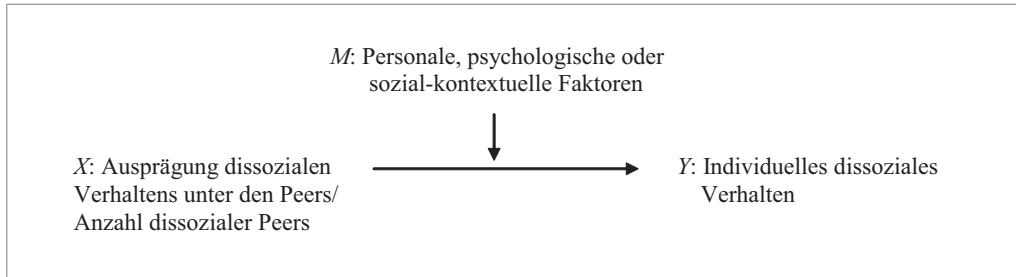 M: Personale, psychologische oder
sozial-kontextuelle Faktoren
X: Ausprägung dissozialen
Verhaltens unter den Peers/
Anzahl dissozialer Peers
Y: Individuelles dissoziales
Verhalten